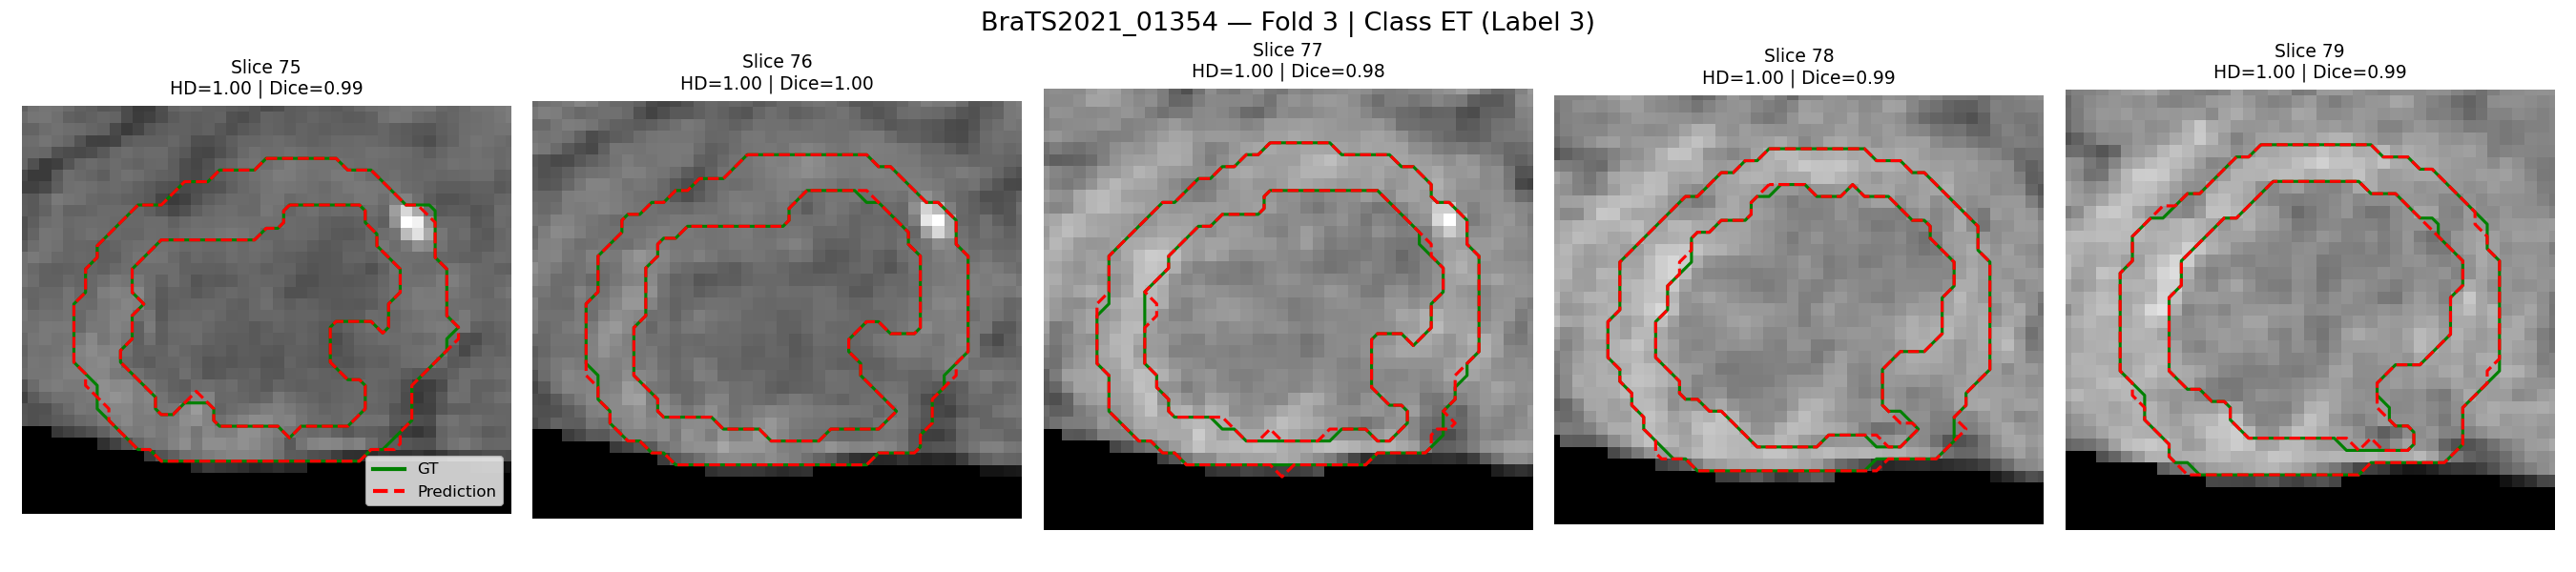 BraTS2021_01354 — Fold 3 | Class ET (Label 3)
Slice 75
HD=1.00 | Dice=0.99
Slice 76
HD=1.00 | Dice=1.00
Slice 77
HD=1.00 | Dice=0.98
Slice 78
HD=1.00 | Dice=0.99
Slice 79
HD=1.00 | Dice=0.99
GT
Prediction